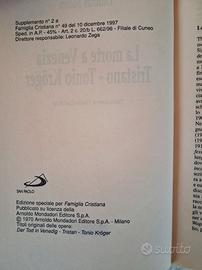 Supplemento n° 2 a
Famiglia Cristiana n° 49 del 10 dicembre 1997
Sped. in A.P. - 45% - Art. 2 c. 20/b L. 662/96 - Filiale di Cuneo
Direttore responsabile: Leonardo Zega
La morte a Venezia
Tristano - Tonio Kröger
SAN PAOLO
Edizione speciale per Famiglia Cristiana
Pubblicato su licenza della
Arnoldo Mondadori Editore S.p.A.
© 1970 Arnoldo Mondadori Editore S.p.A. - Milano
Titoli originali delle opere:
Der Tod in Venedig - Tristan - Tonio Kröger
subito